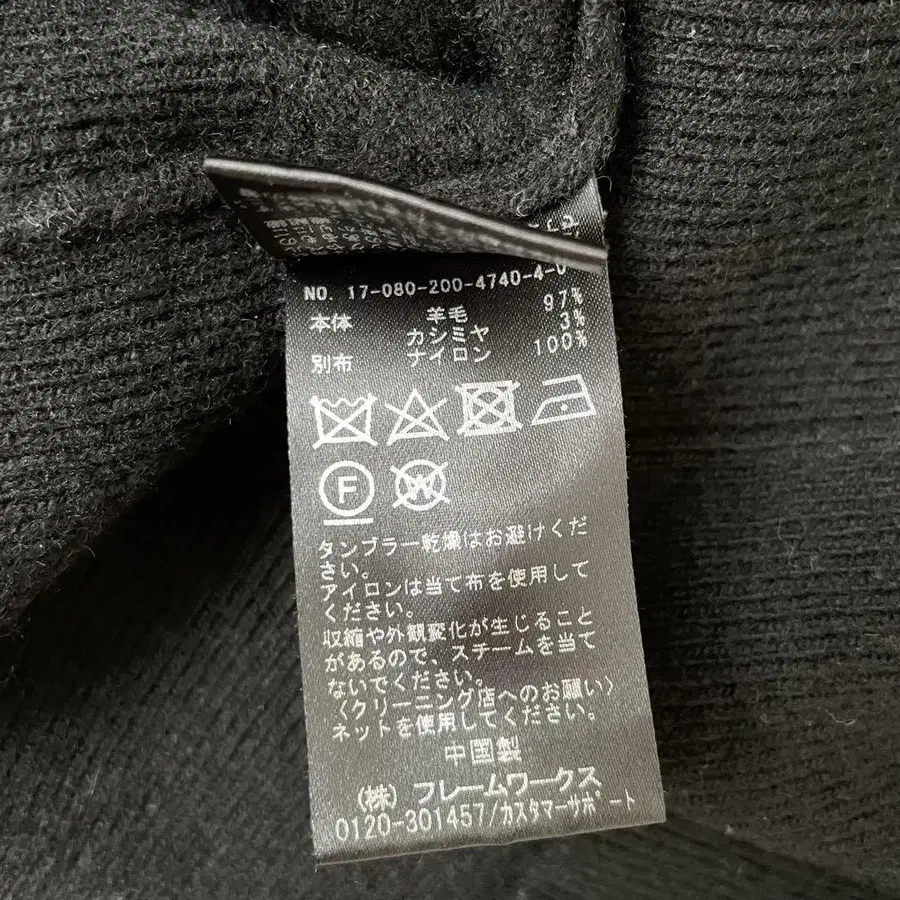 NO. 17-080-200-4740-4-0
本体 羊毛 97%
カシミヤ 3%
別布 ナイロン 100%
F W
タンブラー乾燥はお避けくだ
さい。
アイロンは当て布を使用して
ください。
収縮や外観変化が生じること
があるので、スチームを当て
ないでください。
〈クリーニング店へのお願い〉
ネットを使用してください。
中国製
(株) フレームワークス
0120-301457/カスタマーサポート